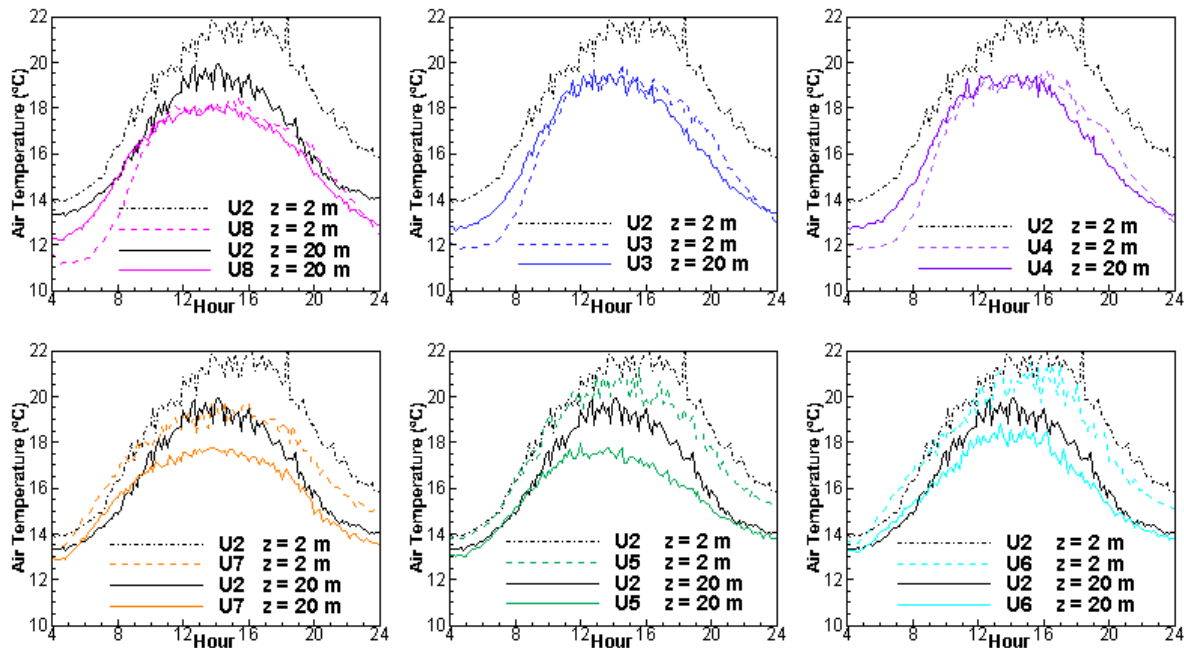 22
20
18
16
14
12
10
Air Temperature (°C)
U2 z = 2 m
U8 z = 2 m
U2 z = 20 m
U8 z = 20 m
4 8 12 16 20 24
Hour
22
20
18
16
14
12
10
Air Temperature (°C)
U2 z = 2 m
U3 z = 2 m
U3 z = 20 m
4 8 12 16 20 24
Hour
22
20
18
16
14
12
10
Air Temperature (°C)
U2 z = 2 m
U4 z = 2 m
U4 z = 20 m
4 8 12 16 20 24
Hour
22
20
18
16
14
12
10
Air Temperature (°C)
U2 z = 2 m
U7 z = 2 m
U2 z = 20 m
U7 z = 20 m
4 8 12 16 20 24
Hour
22
20
18
16
14
12
10
Air Temperature (°C)
U2 z = 2 m
U5 z = 2 m
U2 z = 20 m
U5 z = 20 m
4 8 12 16 20 24
Hour
22
20
18
16
14
12
10
Air Temperature (°C)
U2 z = 2 m
U6 z = 2 m
U2 z = 20 m
U6 z = 20 m
4 8 12 16 20 24
Hour